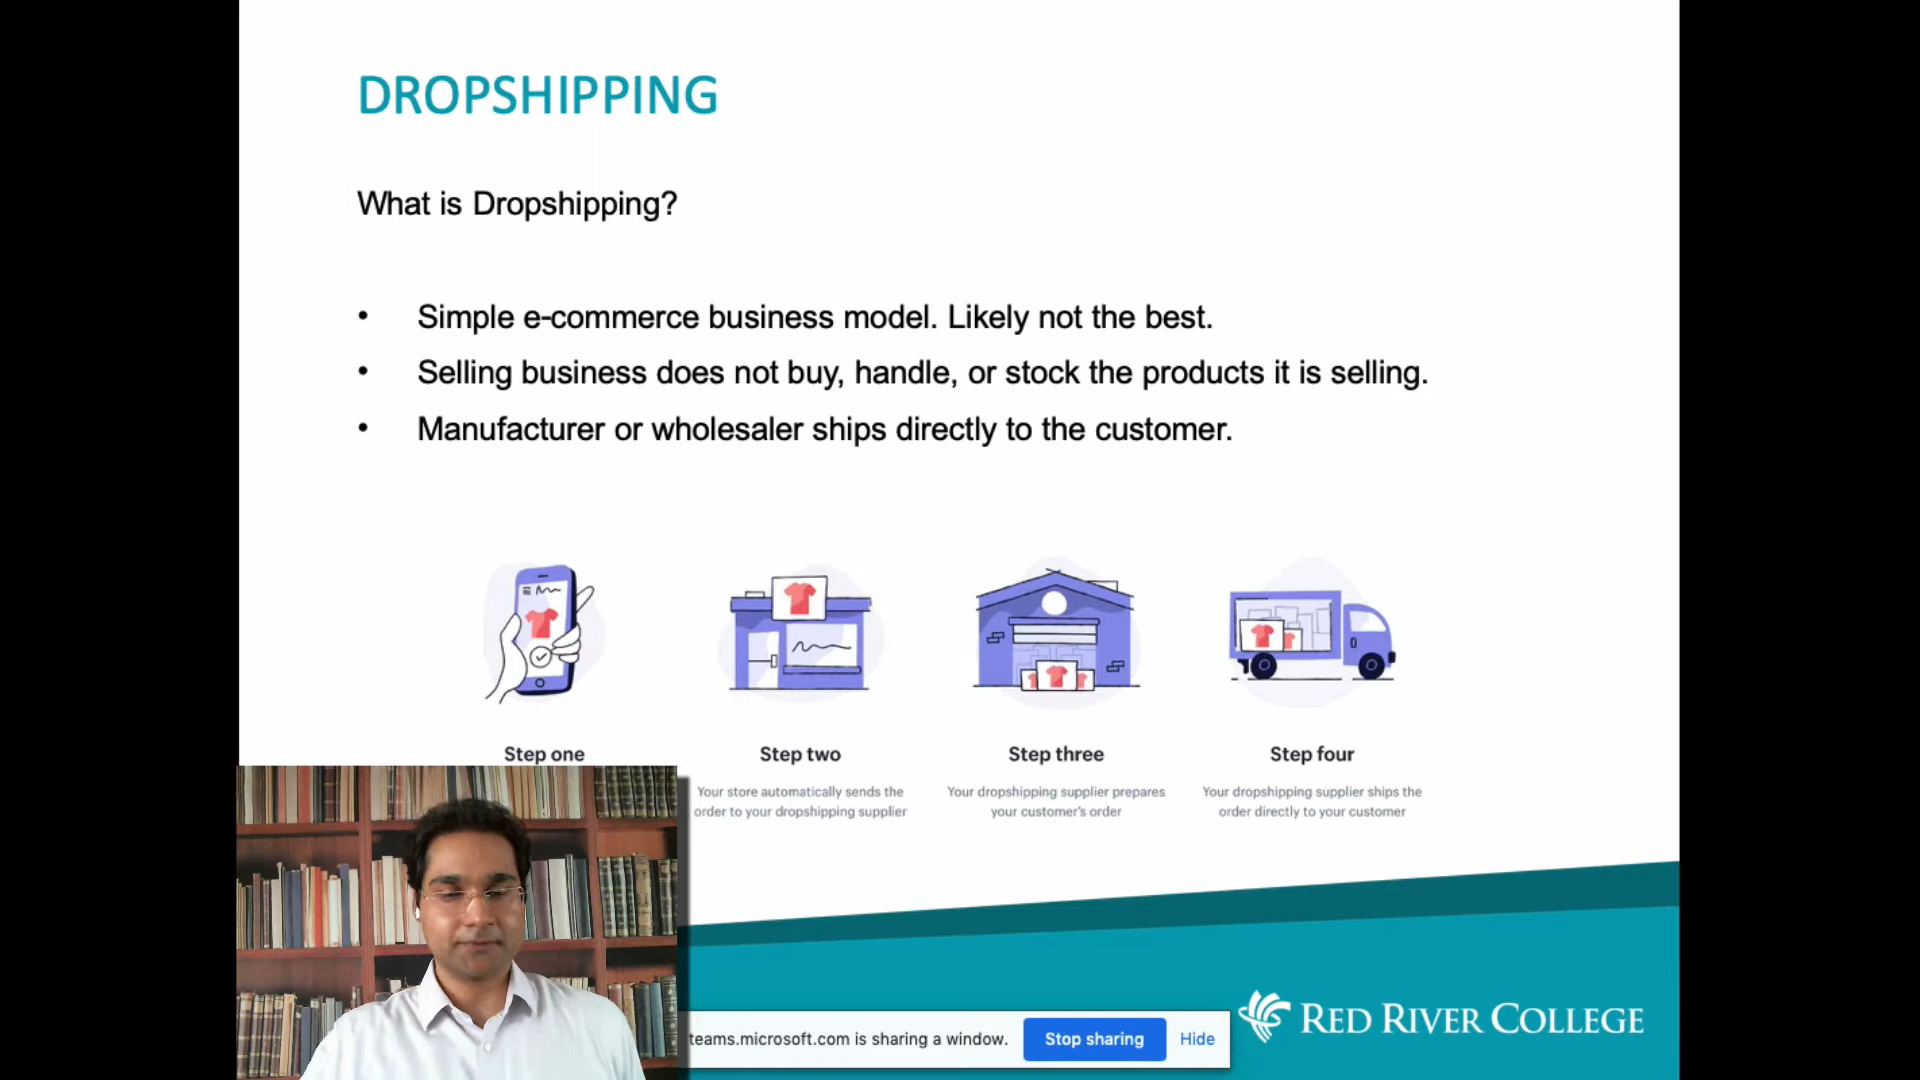 DROPSHIPPING
What is Dropshipping?
• Simple e-commerce business model. Likely not the best.
• Selling business does not buy, handle, or stock the products it is selling.
• Manufacturer or wholesaler ships directly to the customer.
Step one
Step two
Your store automatically sends the
order to your dropshipping supplier
Step three
Your dropshipping supplier prepares
your customer's order
Step four
Your dropshipping supplier ships the
order directly to your customer
teams.microsoft.com is sharing a window.
Stop sharing
Hide
RED RIVER COLLEGE